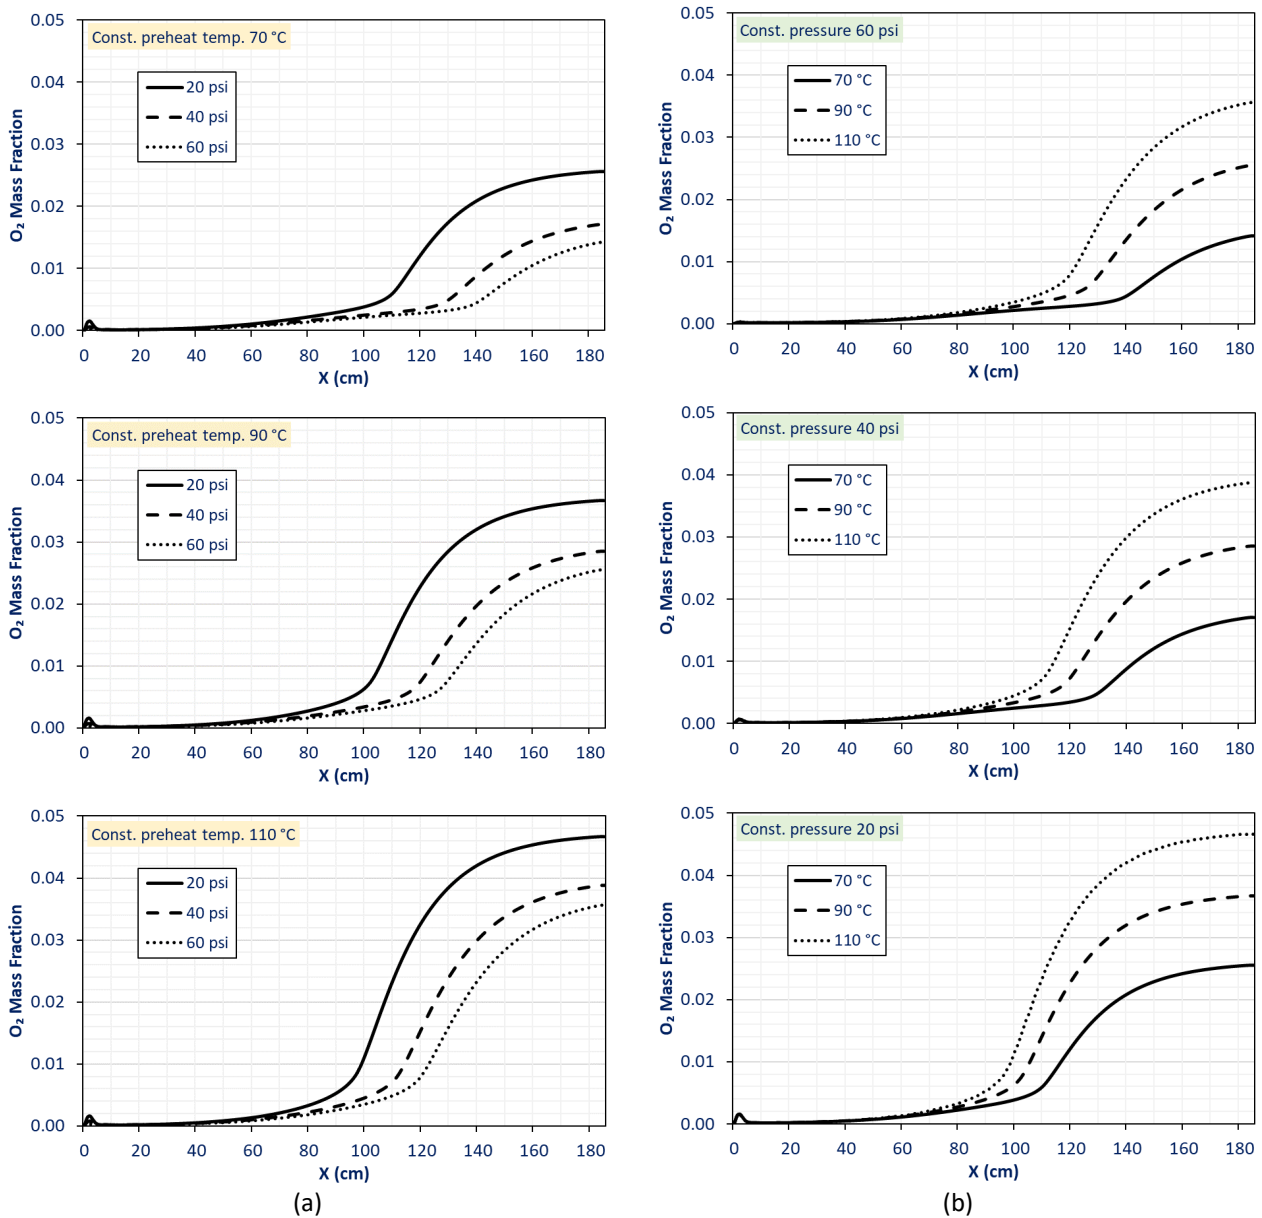 Const. preheat temp. 70 °C
20 psi
40 psi
60 psi
0.05
0.04
0.03
0.02
0.01
0.00
O₂ Mass Fraction
0 20 40 60 80 100 120 140 160 180
X (cm)
Const. preheat temp. 90 °C
20 psi
40 psi
60 psi
0.05
0.04
0.03
0.02
0.01
0.00
O₂ Mass Fraction
0 20 40 60 80 100 120 140 160 180
X (cm)
Const. preheat temp. 110 °C
20 psi
40 psi
60 psi
0.05
0.04
0.03
0.02
0.01
0.00
O₂ Mass Fraction
0 20 40 60 80 100 120 140 160 180
X (cm)
(a)
Const. pressure 60 psi
70 °C
90 °C
110 °C
0.05
0.04
0.03
0.02
0.01
0.00
O₂ Mass Fraction
0 20 40 60 80 100 120 140 160 180
X (cm)
Const. pressure 40 psi
70 °C
90 °C
110 °C
0.05
0.04
0.03
0.02
0.01
0.00
O₂ Mass Fraction
0 20 40 60 80 100 120 140 160 180
X (cm)
Const. pressure 20 psi
70 °C
90 °C
110 °C
0.05
0.04
0.03
0.02
0.01
0.00
O₂ Mass Fraction
0 20 40 60 80 100 120 140 160 180
X (cm)
(b)